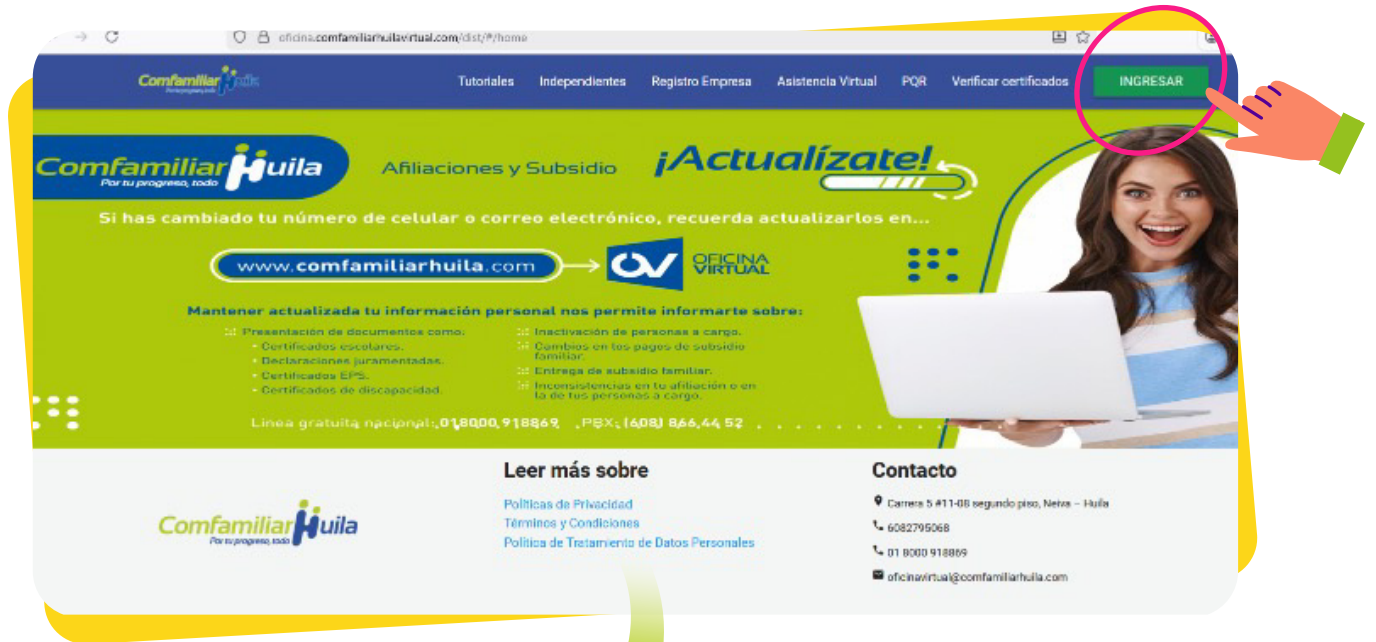 oficina.comfamiliarhuilavirtual.com/dist/#/home
Comfamiliar Huila
Tutoriales Independientes Registro Empresa Asistencia Virtual PQR Verificar certificados INGRESAR
Comfamiliar Huila
Por tu progreso, todo
Afiliaciones y Subsidio
¡Actualízate!
Si has cambiado tu número de celular o correo electrónico, recuerda actualizarlos en...
www.comfamiliarhuila.com
OV OFICINA
VIRTUAL
Mantener actualizada tu información personal nos permite informarte sobre:
Presentación de documentos como:
- Certificados escolares.
- Declaraciones juramentadas.
- Certificados EPS.
- Certificados de discapacidad.
Inactivación de personas a cargo.
Cambios en los pagos de subsidio
familiar.
Entrega de subsidio familiar.
Inconsistencias en tu afiliación o en
la de tus personas a cargo.
Línea gratuita nacional: 018000 918869 PBX: (608) 866 44 52
Comfamiliar Huila
Por tu progreso, todo
Leer más sobre
Políticas de Privacidad
Términos y Condiciones
Política de Tratamiento de Datos Personales
Contacto
Carrera 5 #11-08 segundo piso, Neiva – Huila
6082795068
01 8000 918869
oficinavirtual@comfamiliarhuila.com